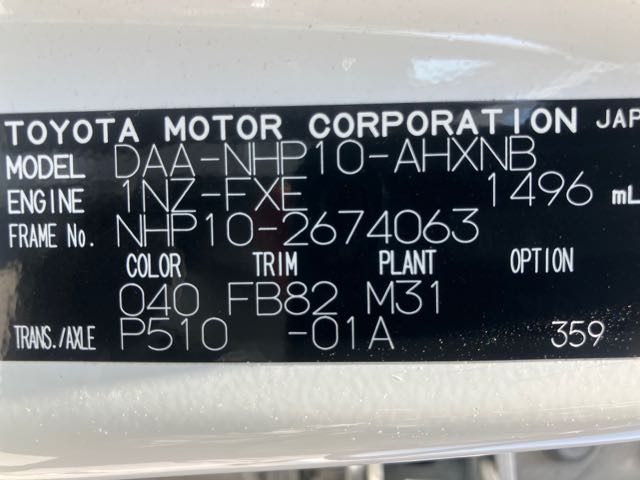 TOYOTA MOTOR CORPORATION JAP
MODEL DAA-NHP10-AHXNB
ENGINE 1NZ-FXE 1496 mL
FRAME No. NHP10-2674063
COLOR TRIM PLANT OPTION
040 FB82 M31
TRANS./AXLE P510 -01A 359